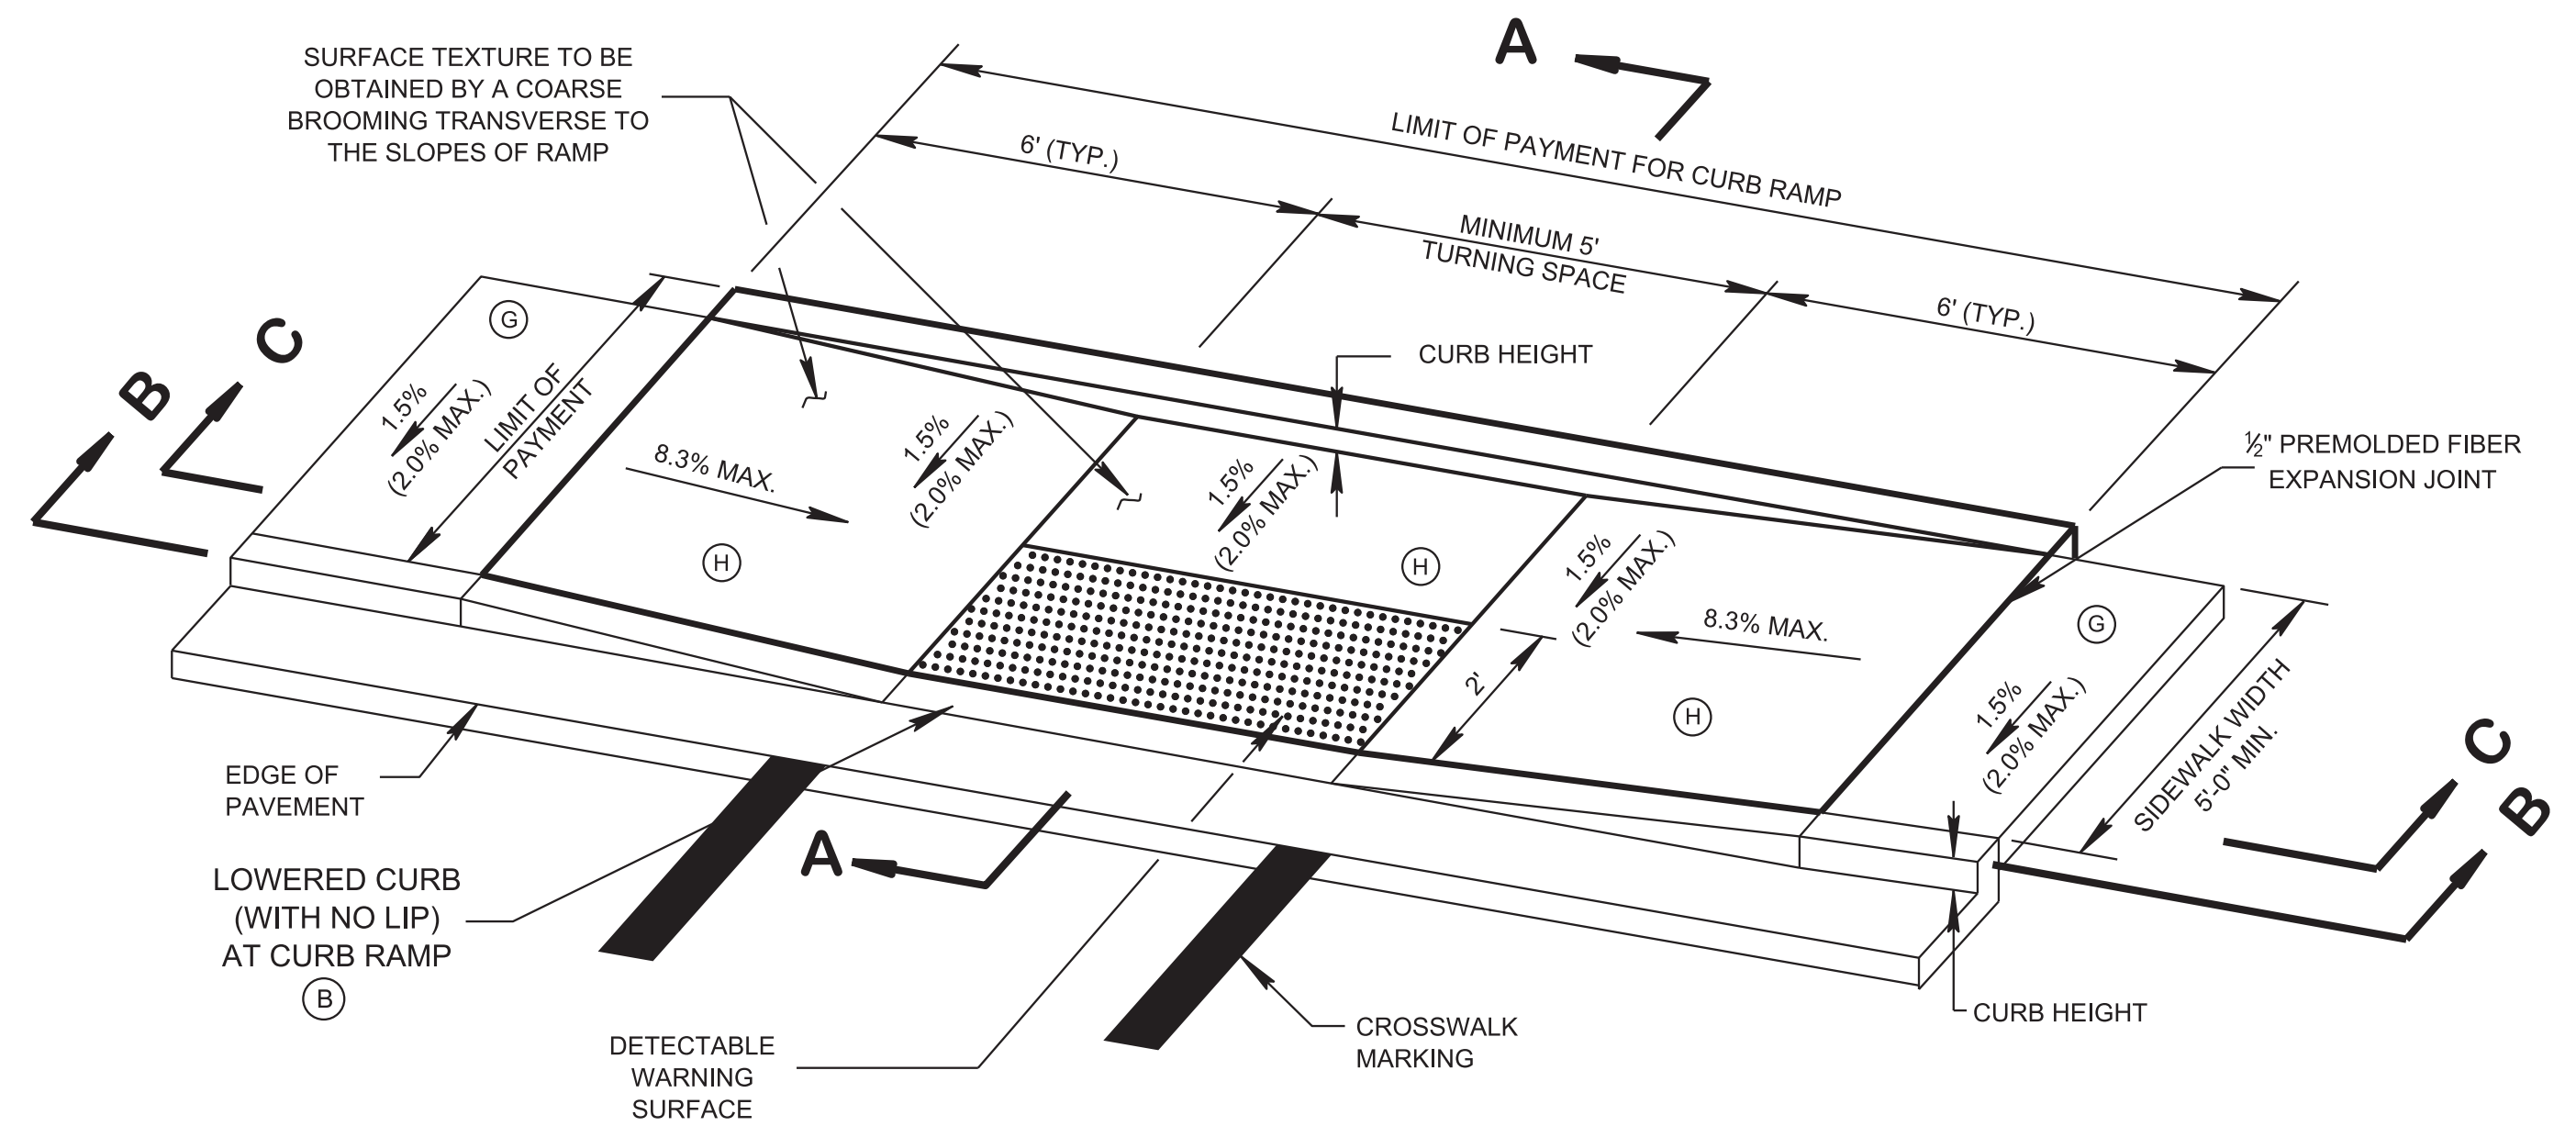 A
SURFACE TEXTURE TO BE
OBTAINED BY A COARSE
BROOMING TRANSVERSE TO
THE SLOPES OF RAMP
LIMIT OF PAYMENT FOR CURB RAMP
6' (TYP.)
MINIMUM 5'
TURNING SPACE
6' (TYP.)
G
C
B
CURB HEIGHT
1.5%
(2.0% MAX.)
LIMIT OF
PAYMENT
8.3% MAX.
1.5%
(2.0% MAX.)
1.5%
(2.0% MAX.)
½" PREMOLDED FIBER
EXPANSION JOINT
H
H
1.5%
(2.0% MAX.)
8.3% MAX.
G
2'
H
1.5%
(2.0% MAX.)
SIDEWALK WIDTH
5'-0" MIN.
C
B
EDGE OF
PAVEMENT
A
LOWERED CURB
(WITH NO LIP)
AT CURB RAMP
B
CURB HEIGHT
CROSSWALK
MARKING
DETECTABLE
WARNING
SURFACE